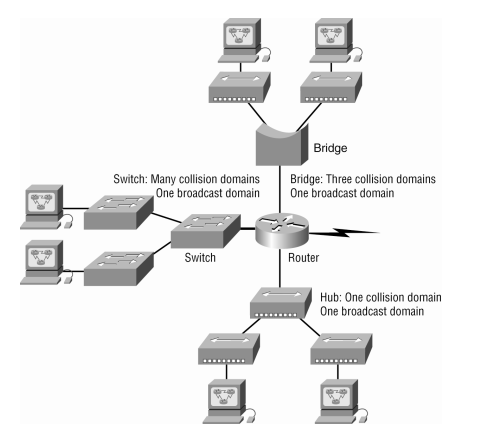 Bridge
Switch: Many collision domains
One broadcast domain
Bridge: Three collision domains
One broadcast domain
Switch
Router
Hub: One collision domain
One broadcast domain